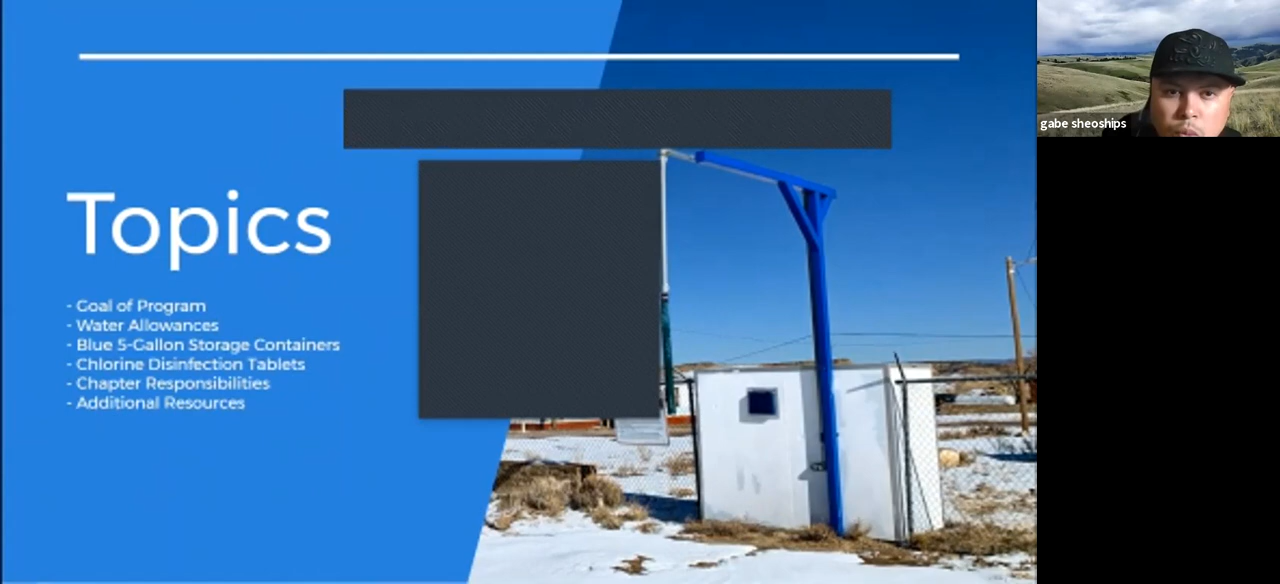 Topics
- Goal of Program
- Water Allowances
- Blue 5-Gallon Storage Containers
- Chlorine Disinfection Tablets
- Chapter Responsibilities
- Additional Resources
gabe sheoships